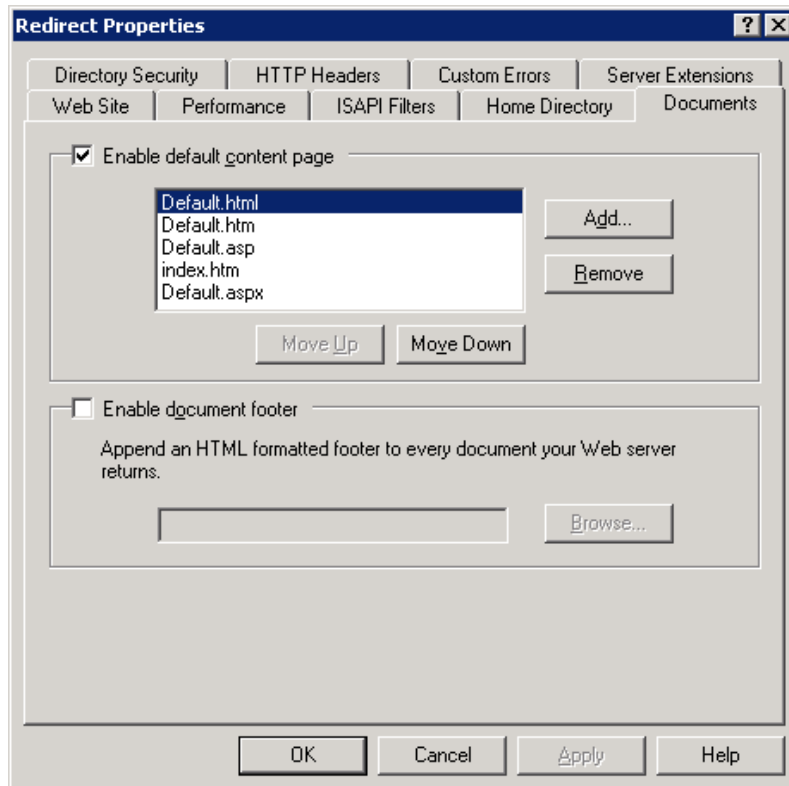 Redirect Properties
Directory Security
HTTP Headers
Custom Errors
Server Extensions
Web Site
Performance
ISAPI Filters
Home Directory
Documents
Enable default content page
Default.html
Default.htm
Default.asp
index.htm
Default.aspx
Add...
Remove
Move Up
Move Down
Enable document footer
Append an HTML formatted footer to every document your Web server
returns.
Browse...
OK
Cancel
Apply
Help